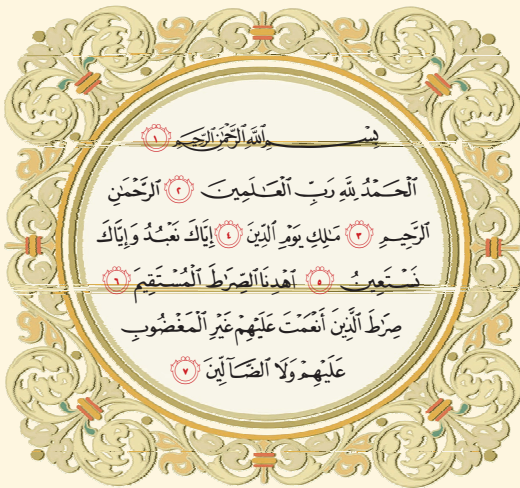 بِسْمِ ٱللَّهِ ٱلرَّحْمَٰنِ ٱلرَّحِيمِ ١
ٱلْحَمْدُ لِلَّهِ رَبِّ ٱلْعَـٰلَمِينَ ٢ ٱلرَّحْمَٰنِ
ٱلرَّحِيمِ ٣ مَـٰلِكِ يَوْمِ ٱلدِّينِ ٤ إِيَّاكَ نَعْبُدُ وَإِيَّاكَ
نَسْتَعِينُ ٥ ٱهْدِنَا ٱلصِّرَٰطَ ٱلْمُسْتَقِيمَ ٦
صِرَٰطَ ٱلَّذِينَ أَنْعَمْتَ عَلَيْهِمْ غَيْرِ ٱلْمَغْضُوبِ
عَلَيْهِمْ وَلَا ٱلضَّآلِّينَ ٧